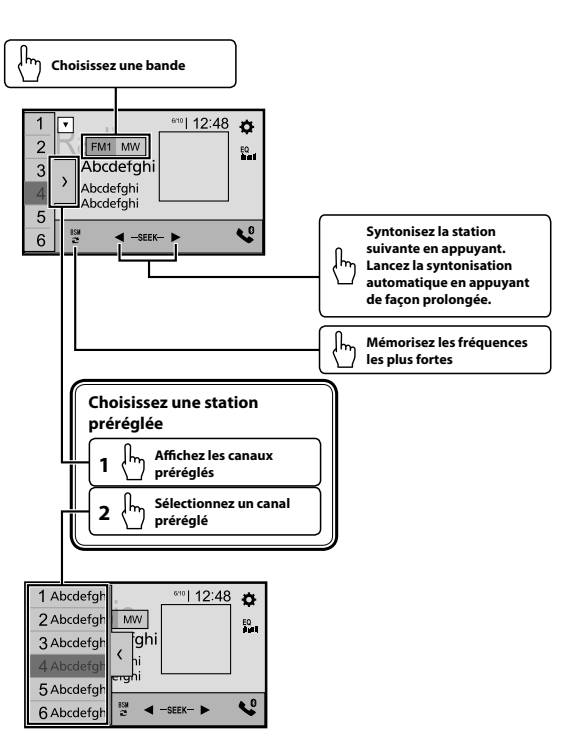 Choisissez une bande
1
2
3
4
5
6
6/10 12:48
FM1 MW
EQ
Abcdefghi
Abcdefghi
Abcdefghi
BSM
SEEK
Syntonisez la station
suivante en appuyant.
Lancez la syntonisation
automatique en appuyant
de façon prolongée.
Mémorisez les fréquences
les plus fortes
Choisissez une station
préréglée
1 Affichez les canaux
préréglés
2 Sélectionnez un canal
préréglé
1 Abcdefgh
2 Abcdefgh
3 Abcdefgh
4 Abcdefgh
5 Abcdefgh
6 Abcdefgh
6/10 12:48
MW
EQ
fghi
hi
efghi
BSM
SEEK